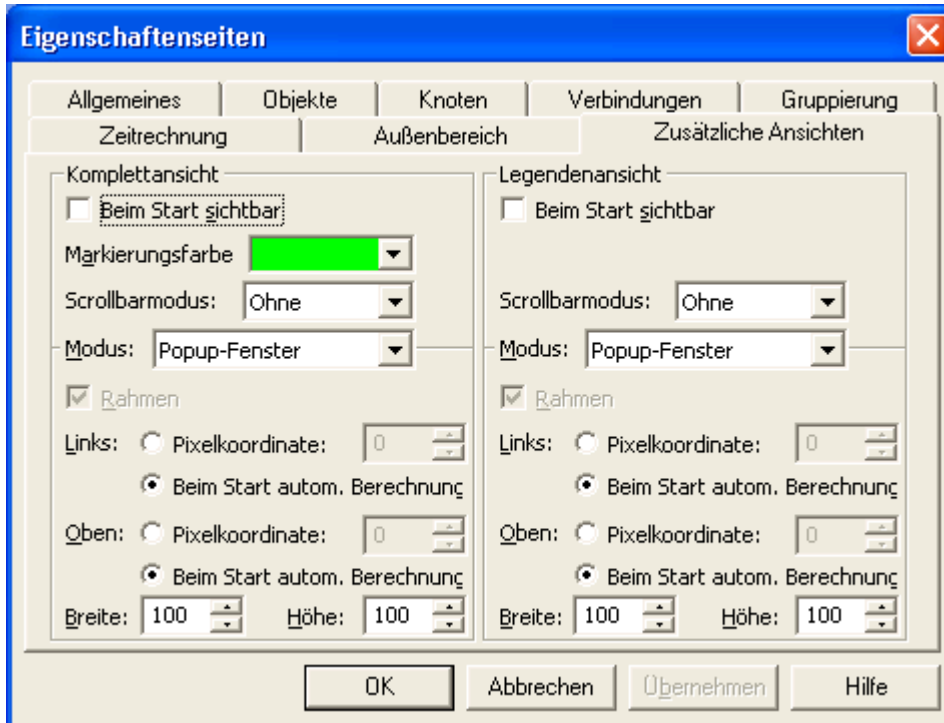 Eigenschaftenseiten
Allgemeines Objekte Knoten Verbindungen Gruppierung
Zeitrechnung Außenbereich Zusätzliche Ansichten
Komplettansicht
Beim Start sichtbar
Markierungsfarbe
Scrollbarmodus: Ohne
Modus: Popup-Fenster
Rahmen
Links: Pixelkoordinate: 0
Beim Start autom. Berechnung
Oben: Pixelkoordinate: 0
Beim Start autom. Berechnung
Breite: 100 Höhe: 100
Legendenansicht
Beim Start sichtbar
Scrollbarmodus: Ohne
Modus: Popup-Fenster
Rahmen
Links: Pixelkoordinate: 0
Beim Start autom. Berechnung
Oben: Pixelkoordinate: 0
Beim Start autom. Berechnung
Breite: 100 Höhe: 100
OK Abbrechen Übernehmen Hilfe